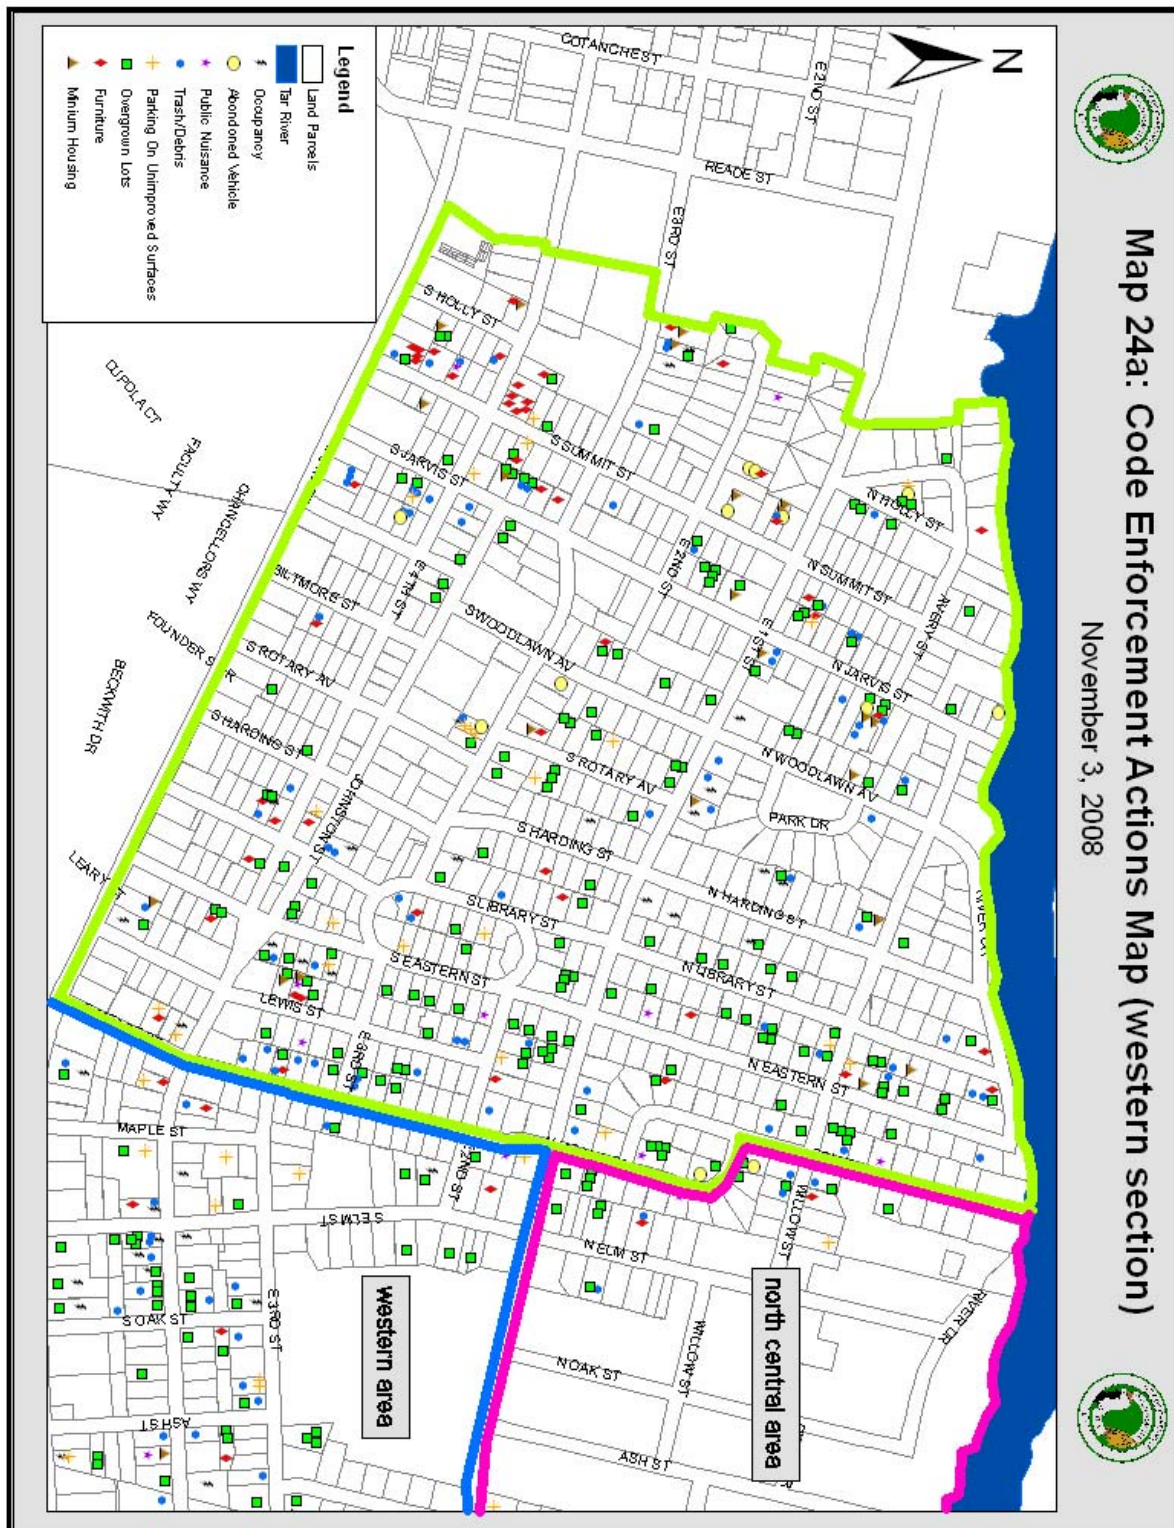 Map 24a: Code Enforcement Actions Map (western section)
November 3, 2008
N
Legend
Land Parcels
Tar River
Occupancy
Abondoned Vehicle
Public Nuisance
Trash/Debris
Parking On Unimproved Surfaces
Overgrown Lots
Furniture
Minium Housing
COTANCHE ST
E 2ND ST
READE ST
E 3RD ST
S HOLLY ST
S SUMMIT ST
S JARVIS ST
N HOLLY ST
N SUMMIT ST
AVERY ST
E 2ND ST
E 1ST ST
N JARVIS ST
E 4TH ST
BILTMORE ST
S WOODLAWN AV
S ROTARY AV
S HARDING ST
N WOODLAWN AV
S ROTARY AV
PARK DR
JOHNSTON ST
S HARDING ST
N HARDING ST
S LIBRARY ST
N LIBRARY ST
S EASTERN ST
N EASTERN ST
LEWIS ST
E 3RD ST
DUPOLA CT
FACULTY WY
CHANCELLORS WY
BECKWITH DR
MAPLE ST
2ND ST
S ELM ST
N ELM ST
WILLOW ST
RIVER DR
E 3RD ST
S OAK ST
N OAK ST
WILLOW ST
ASH ST
ASH ST
western area
north central area